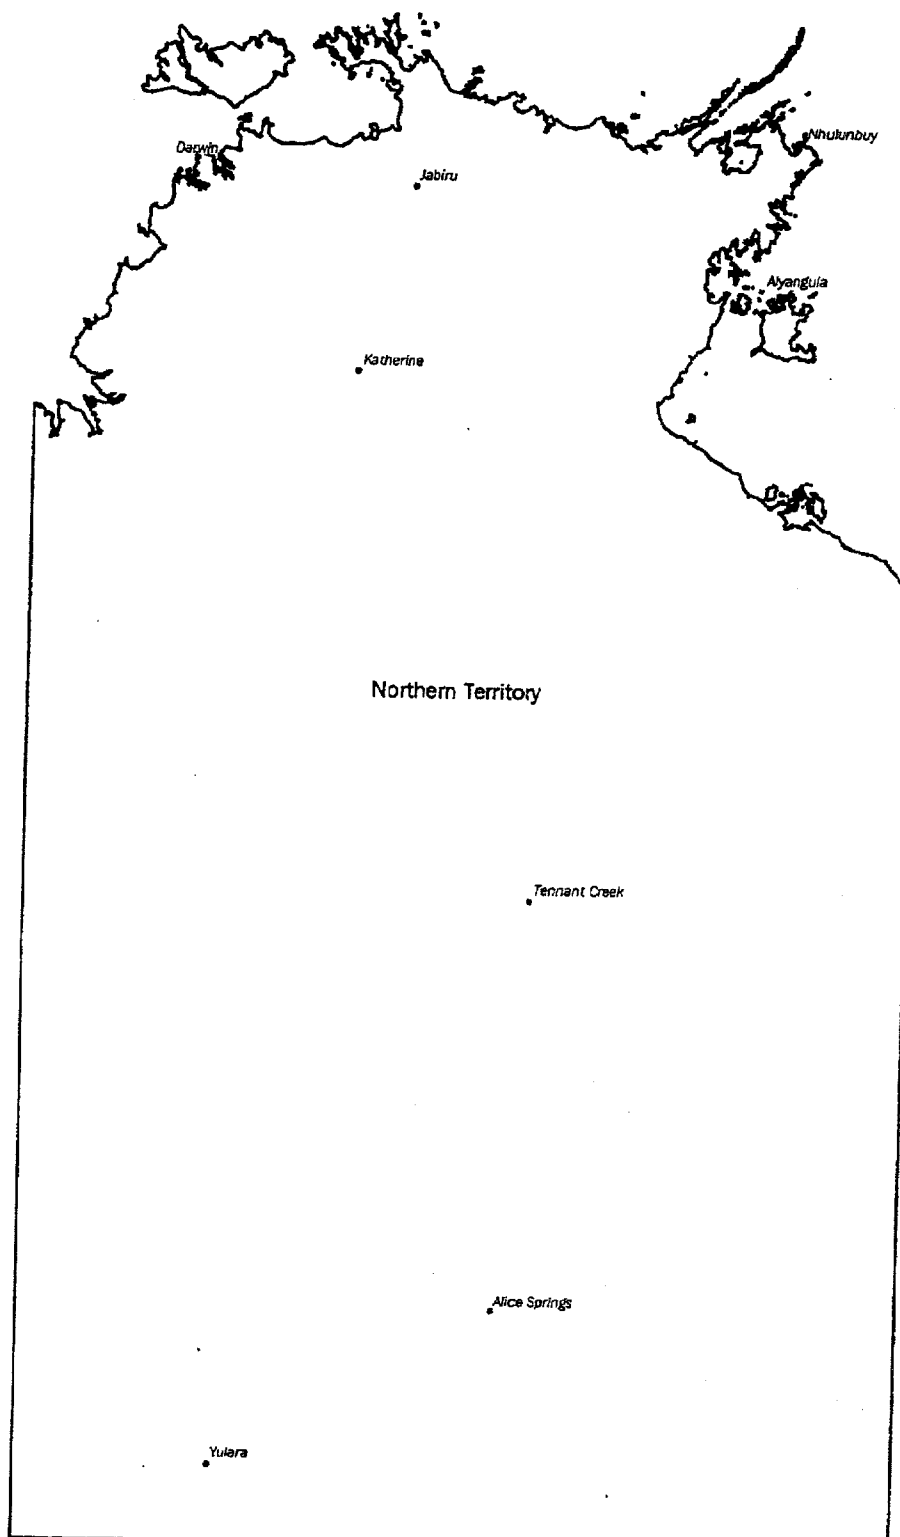 Nhulunbuy
Darwin
Jabiru
Alyangula
Katherine
Northern Territory
Tennant Creek
Alice Springs
Yulara